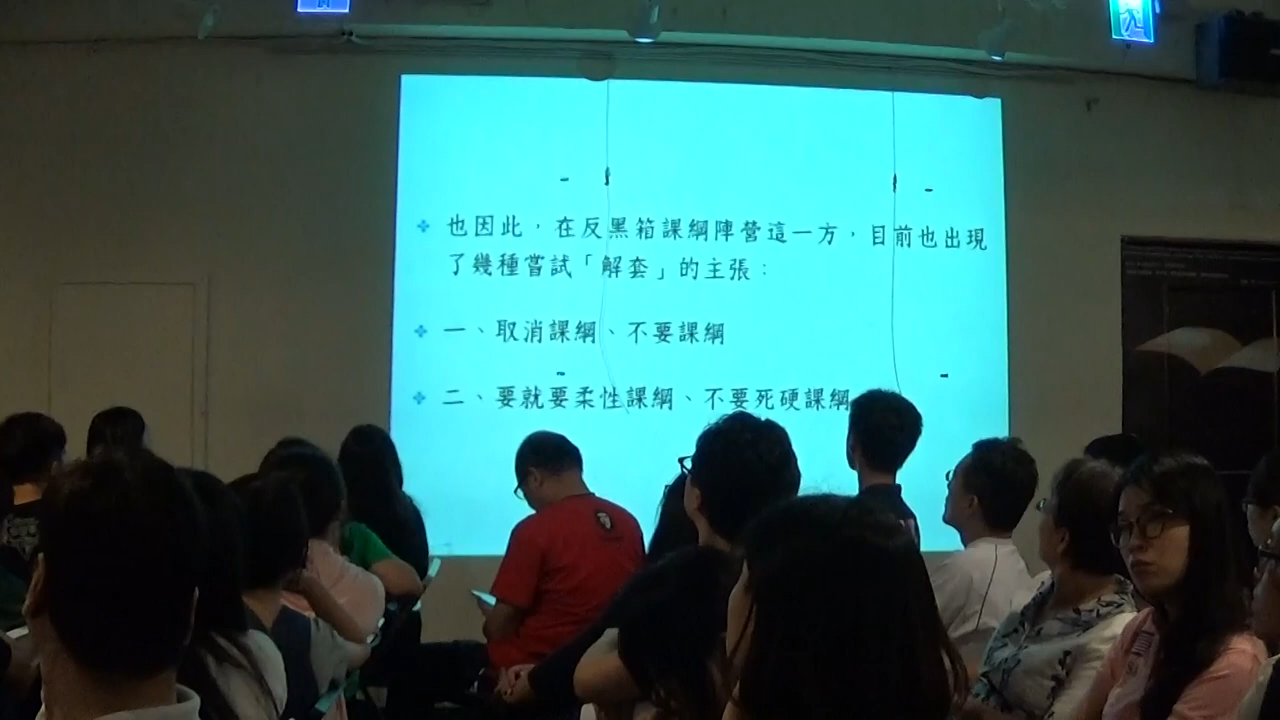 也因此，在反黑箱課綱陣營這一方，目前也出現
了幾種嘗試「解套」的主張：
一、取消課綱、不要課綱
二、要就要柔性課綱、不要死硬課綱